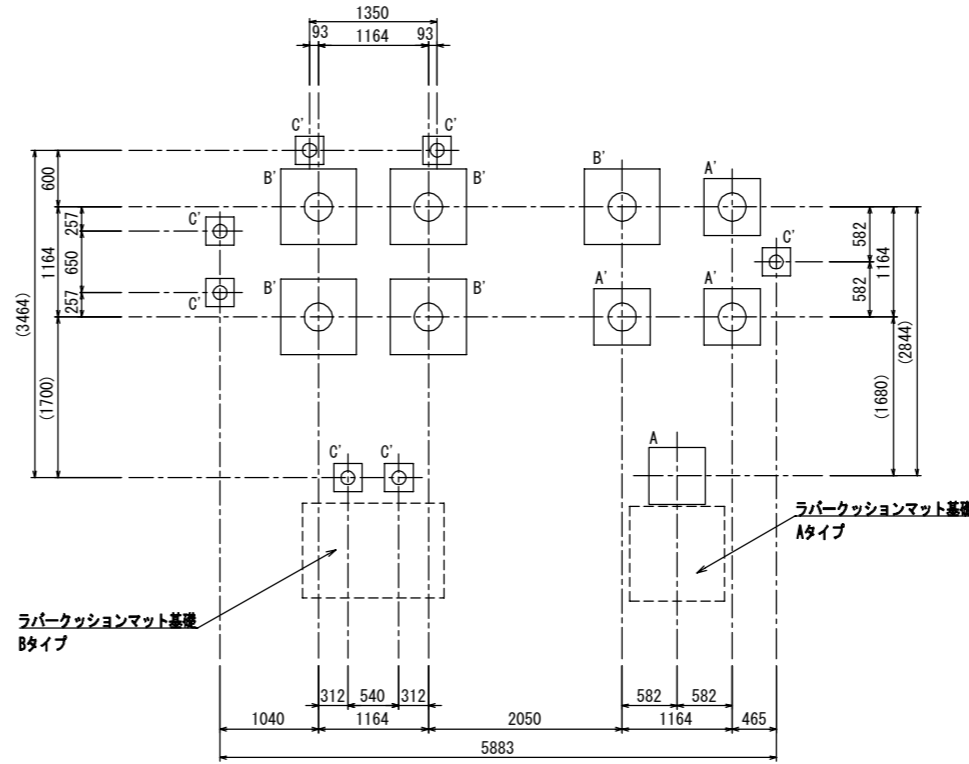 1350
93 1164 93
C' C'
B' B' B' A'
C' C'
C' B' B' A' A'
600
257
1164
650
257
(3464)
(1700)
582
1164
582
(2844)
(1680)
C' C' A
ラバークッションマット基礎
Aタイプ
ラバークッションマット基礎
Bタイプ
312 540 312 582 582
1040 1164 2050 1164 465
5883